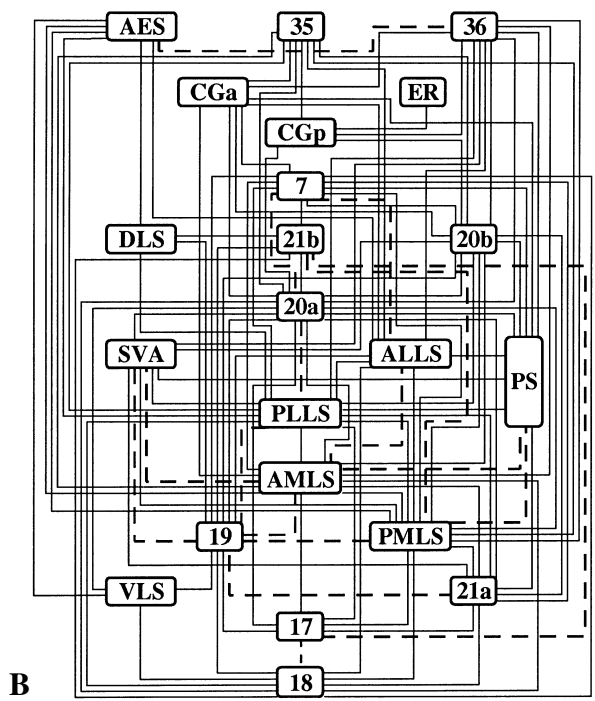 AES 35 36
CGa ER
CGp
7
DLS 21b 20b
20a
SVA ALLS
PS
PLLS
AMLS
19 PMLS
VLS 21a
17
B 18